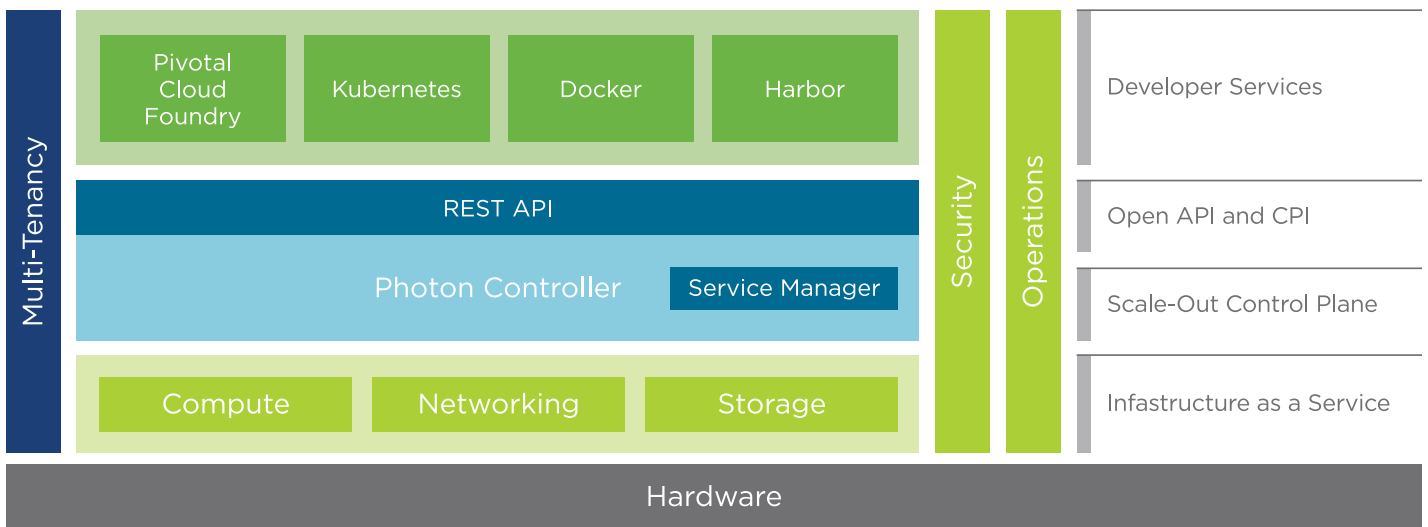 Multi-Tenancy
Pivotal
Cloud
Foundry
Kubernetes
Docker
Harbor
REST API
Photon Controller
Service Manager
Compute
Networking
Storage
Security
Operations
Developer Services
Open API and CPI
Scale-Out Control Plane
Infastructure as a Service
Hardware